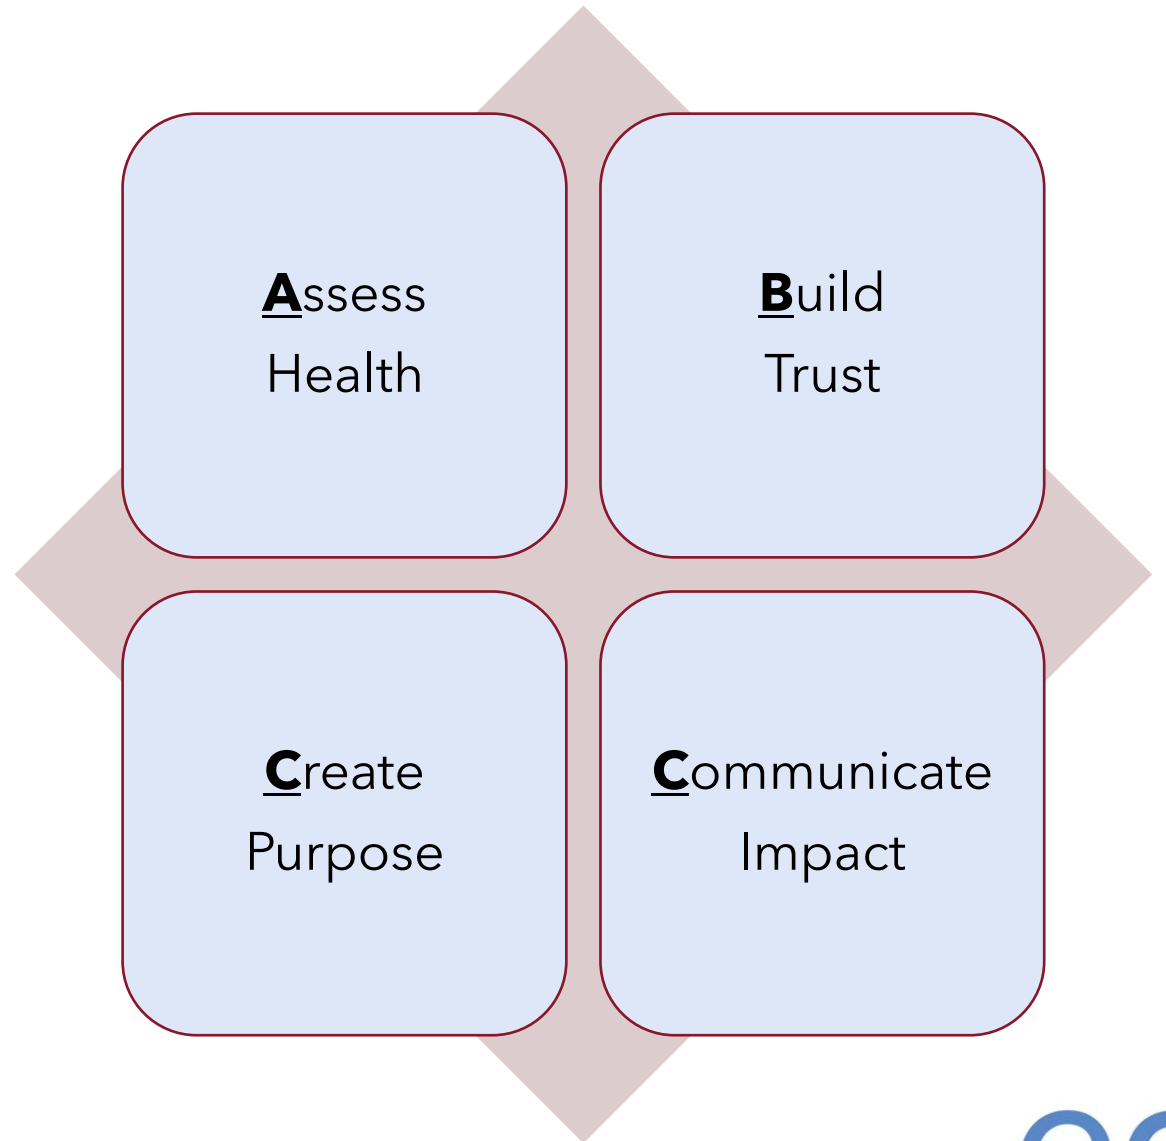 Assess
Health
Build
Trust
Create
Purpose
Communicate
Impact